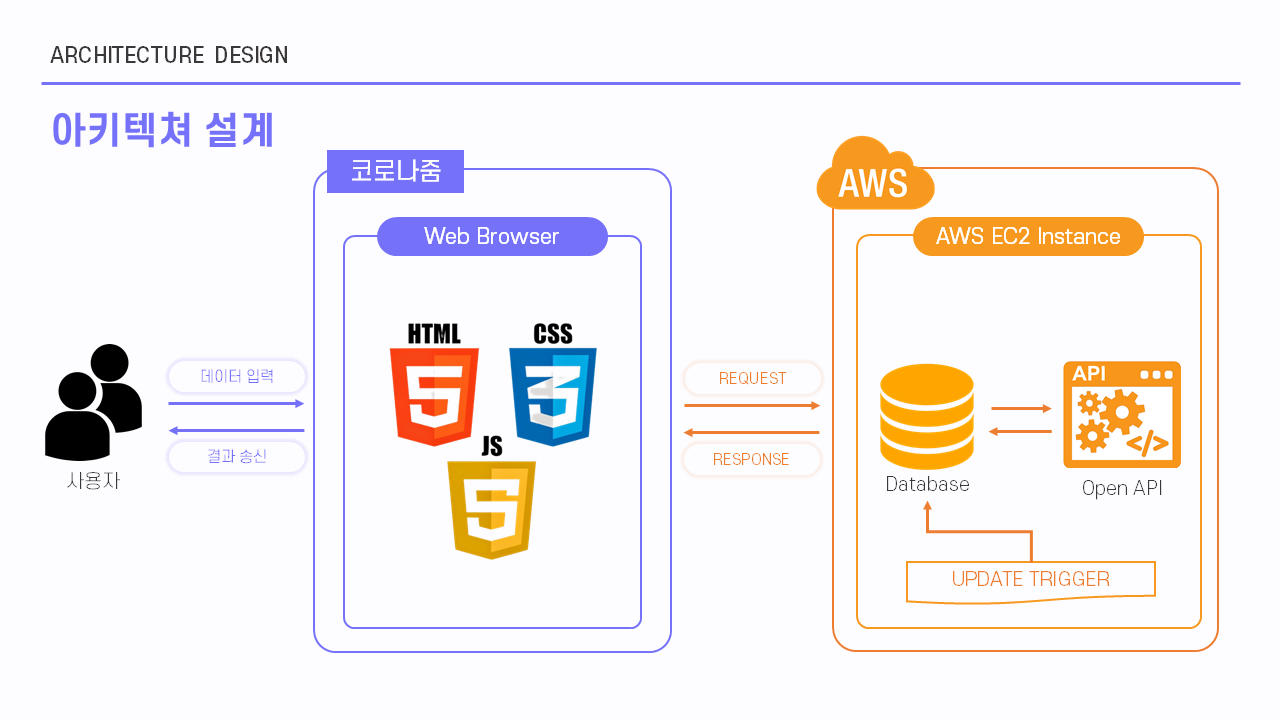 ARCHITECTURE DESIGN
아키텍쳐 설계
코로나줌
Web Browser
HTML
CSS
JS
사용자
데이터 입력
결과 송신
REQUEST
RESPONSE
AWS
AWS EC2 Instance
Database
API
</>
Open API
UPDATE TRIGGER